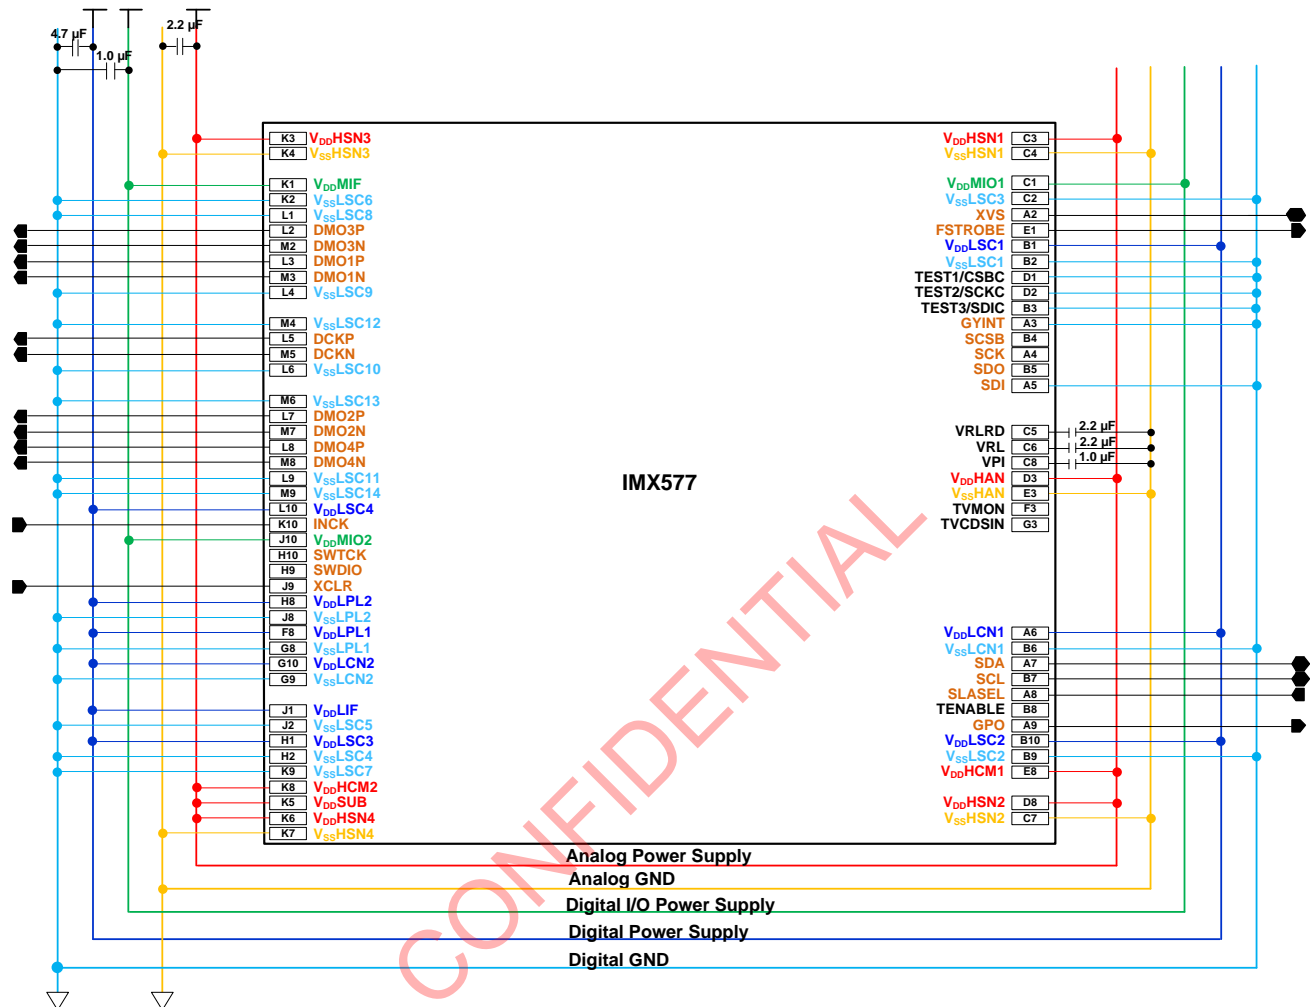 4.7 µF
1.0 µF
2.2 µF
K3 VDDHSN3
K4 VSSHSN3
K1 VDDMIF
K2 VSSLSC6
L1 VSSLSC8
L2 DMO3P
M2 DMO3N
L3 DMO1P
M3 DMO1N
L4 VSSLSC9
M4 VSSLSC12
L5 DCKP
M5 DCKN
L6 VSSLSC10
M6 VSSLSC13
L7 DMO2P
M7 DMO2N
L8 DMO4P
M8 DMO4N
L9 VSSLSC11
M9 VSSLSC14
L10 VDDLSC4
K10 INCK
J10 VDDMIO2
H10 SWTCK
H9 SWDIO
J9 XCLR
H8 VDDLPL2
J8 VSSLPL2
F8 VDDLPL1
G8 VSSLPL1
G10 VDDLCN2
G9 VSSLCN2
J1 VDDLIF
J2 VSSLSC5
H1 VDDLSC3
H2 VSSLSC4
K9 VSSLSC7
K8 VDDHCM2
K5 VDDSUB
K6 VDDHSN4
K7 VSSHSN4
IMX577
VDDHSN1 C3
VSSHSN1 C4
VDDMIO1 C1
VSSLSC3 C2
XVS A2
FSTROBE E1
VDDLSC1 B1
VSSLSC1 B2
TEST1/CSBC D1
TEST2/SCKC D2
TEST3/SDIC B3
GYINT A3
SCSB B4
SCK A4
SDO B5
SDI A5
VRLRD C5 2.2 µF
VRL C6 2.2 µF
VPI C8 1.0 µF
VDDHAN D3
VSSHAN E3
TVMON F3
TVCDSIN G3
VDDLCN1 A6
VSSLCN1 B6
SDA A7
SCL B7
SLASEL A8
TENABLE B8
GPO A9
VDDLSC2 B10
VSSLSC2 B9
VDDHCM1 E8
VDDHSN2 D8
VSSHSN2 C7
Analog Power Supply
Analog GND
Digital I/O Power Supply
Digital Power Supply
Digital GND
CONFIDENTIAL